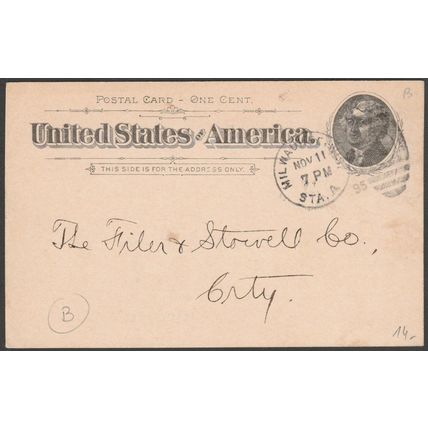 B
POSTAL CARD - ONE CENT.
United States of America.
THIS SIDE IS FOR THE ADDRESS ONLY.
MILWAUKEE
NOV 11
7 PM
STA. A
95
The Filer & Stowell Co.,
City.
B
14-